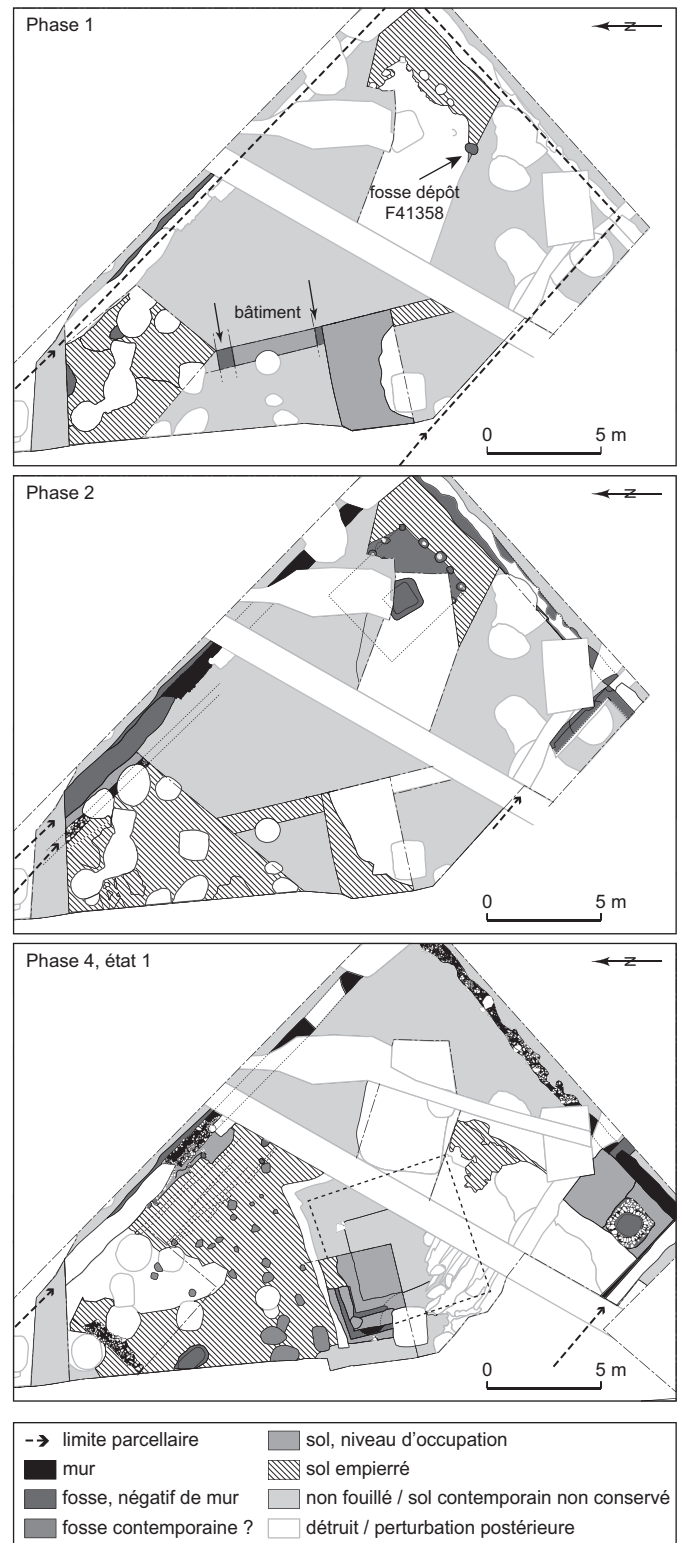 Phase 1
N
fosse dépôt
F41358
bâtiment
0 5 m
Phase 2
N
0 5 m
Phase 4, état 1
N
0 5 m
limite parcellaire
mur
fosse, négatif de mur
fosse contemporaine ?
sol, niveau d'occupation
sol empierré
non fouillé / sol contemporain non conservé
détruit / perturbation postérieure